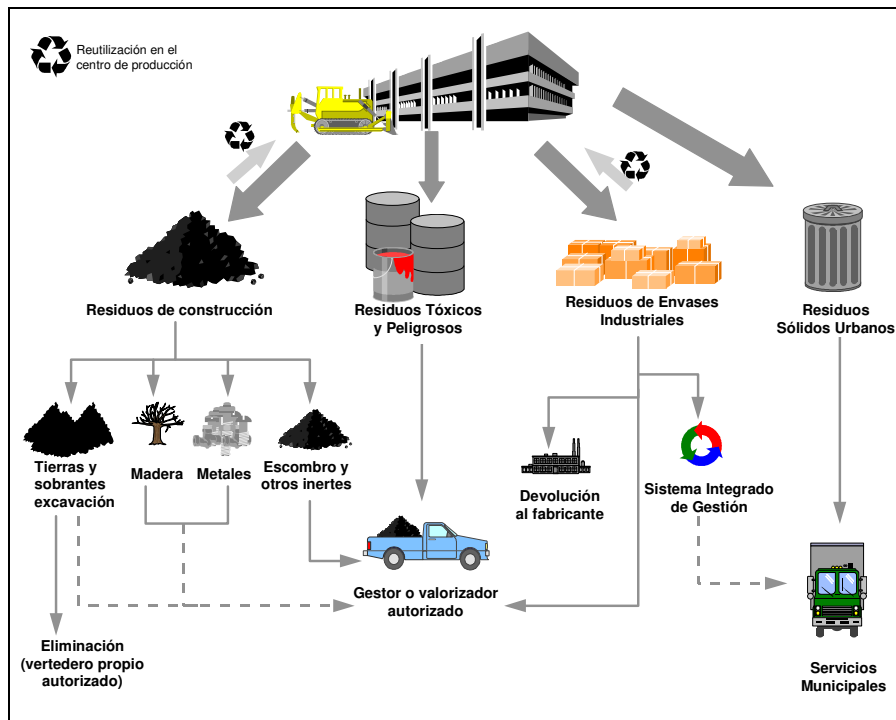 Reutilización en el
centro de producción
Residuos de construcción
Residuos Tóxicos
y Peligrosos
Residuos de Envases
Industriales
Residuos
Sólidos Urbanos
Tierras y
sobrantes
excavación
Madera
Metales
Escombro y
otros inertes
Devolución
al fabricante
Sistema Integrado
de Gestión
Gestor o valorizador
autorizado
Eliminación
(vertedero propio
autorizado)
Servicios
Municipales